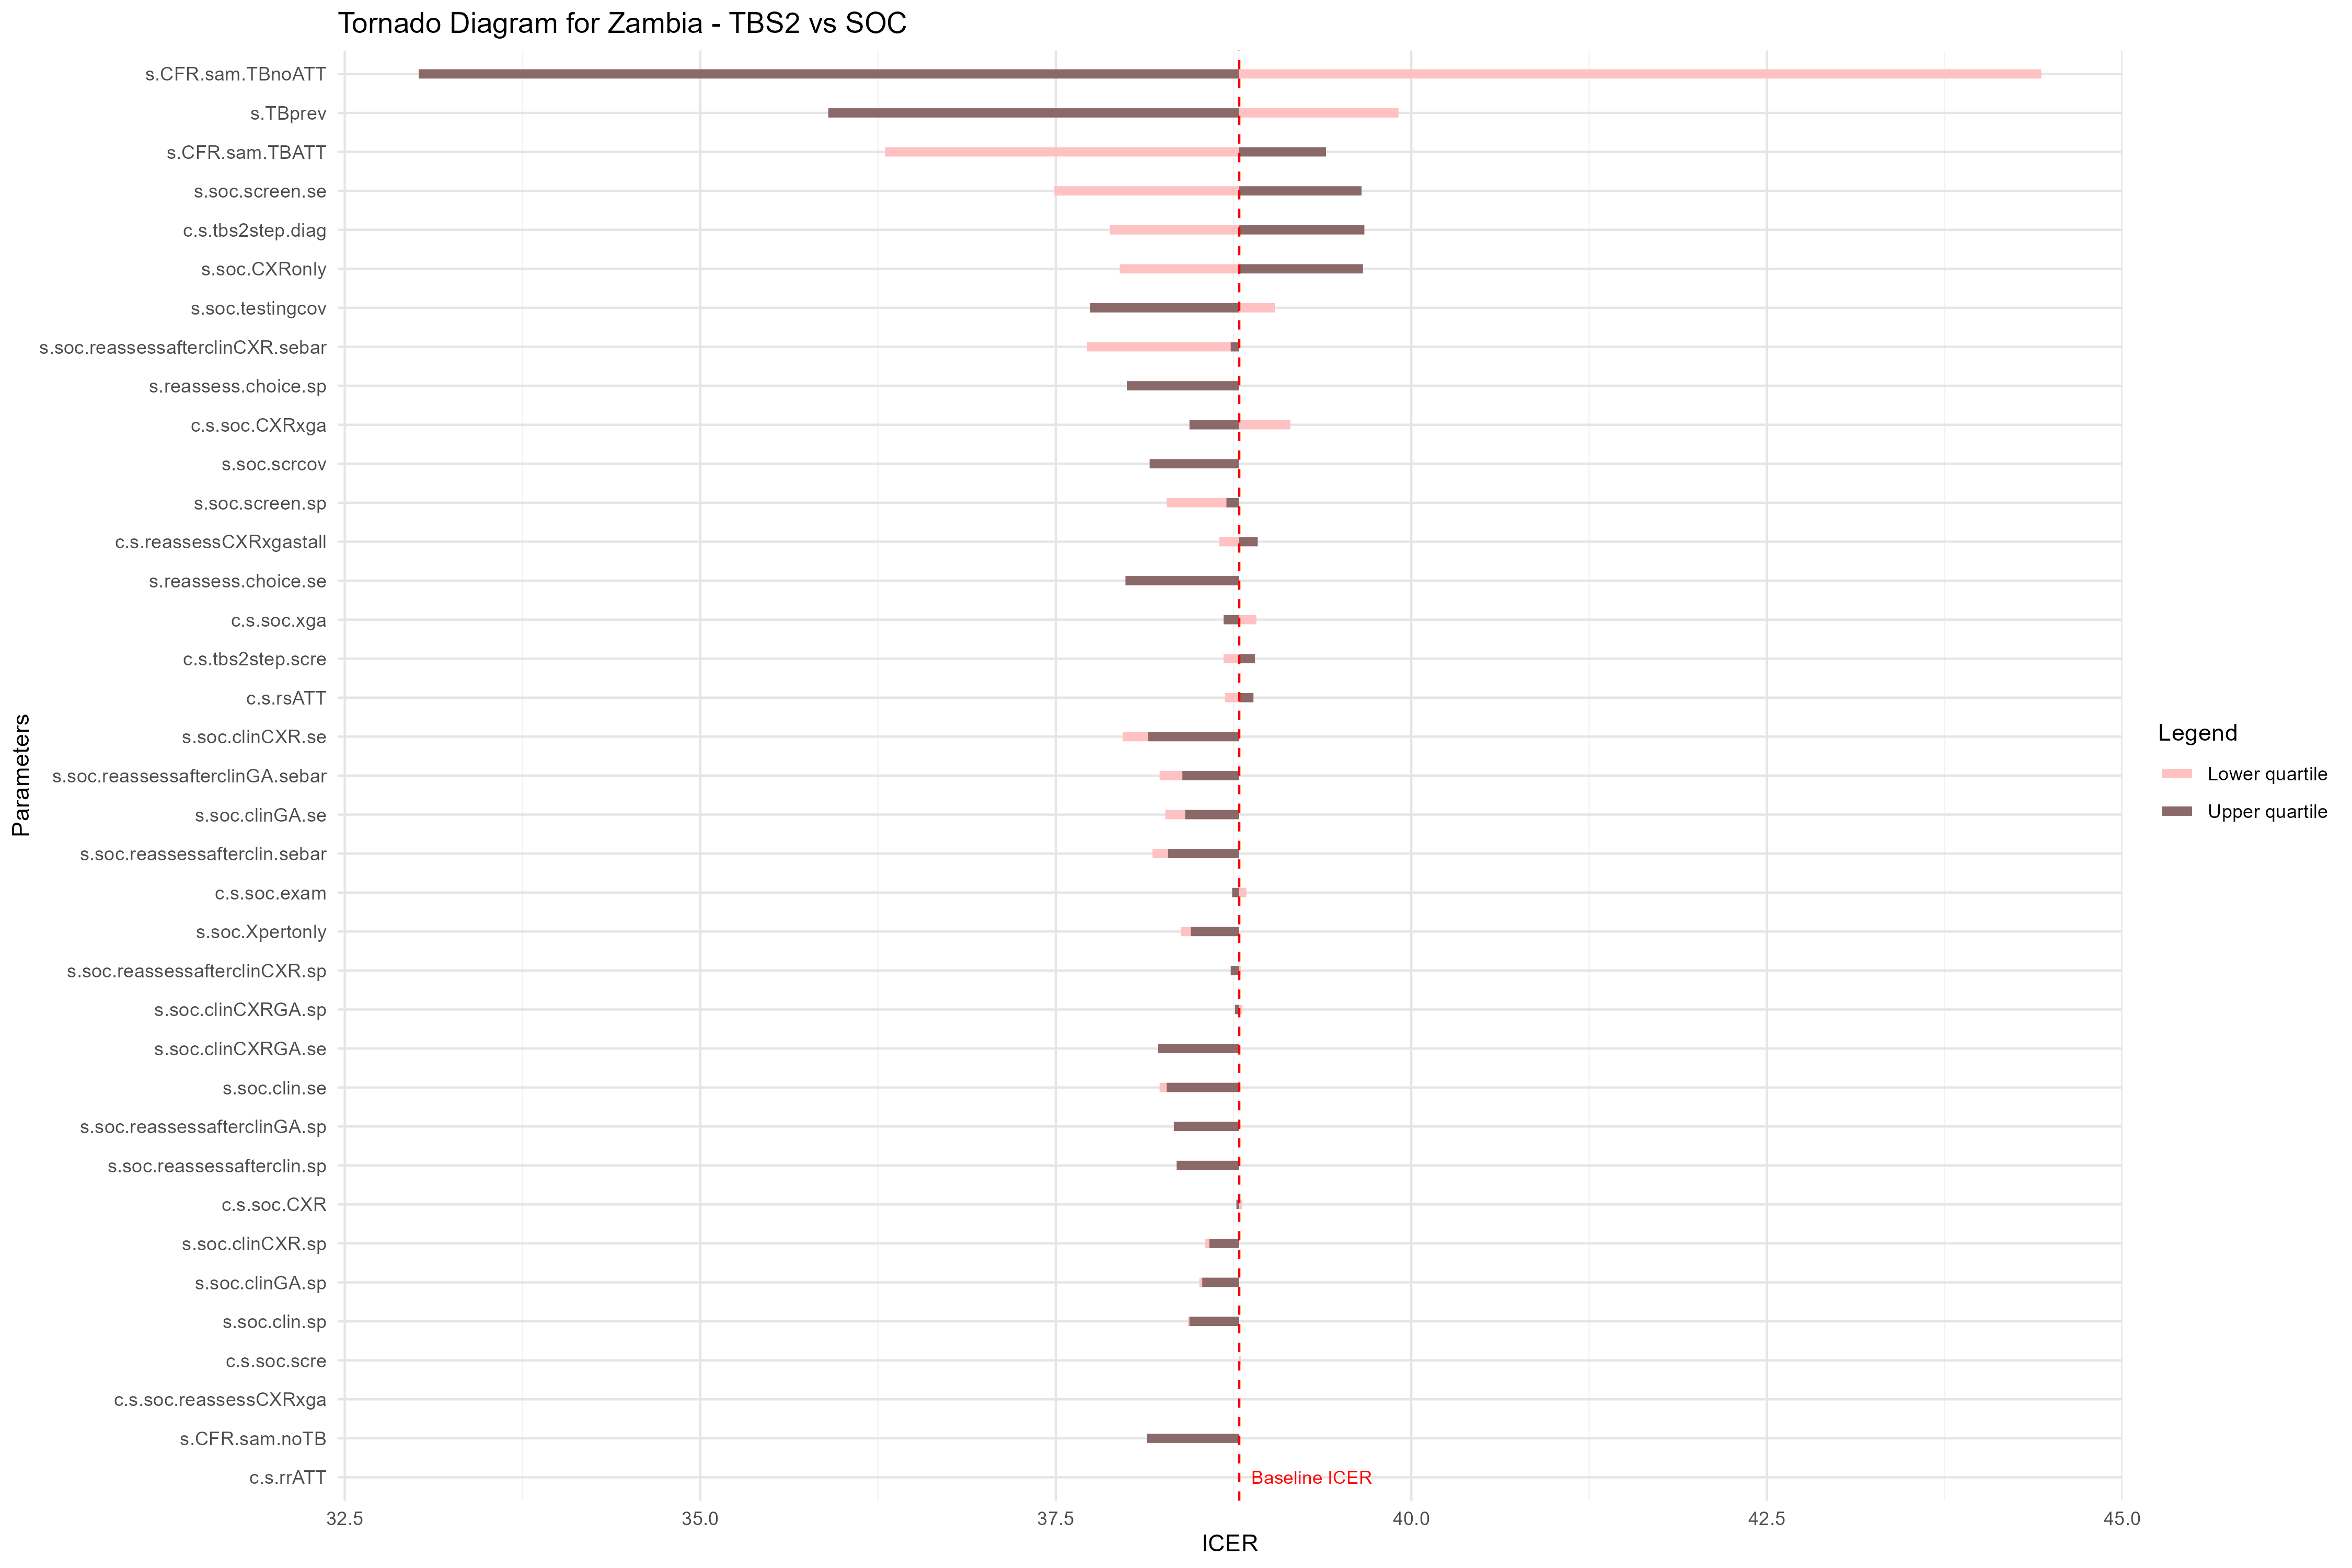 Tornado Diagram for Zambia - TBS2 vs SOC
s.CFR.sam.TBnoATT
s.TBprev
s.CFR.sam.TBATT
s.soc.screen.se
c.s.tbs2step.diag
s.soc.CXRonly
s.soc.testingcov
s.soc.reassessafterclinCXR.sebar
s.reassess.choice.sp
c.s.soc.CXRxga
s.soc.scrcov
s.soc.screen.sp
c.s.reassessCXRxgastall
s.reassess.choice.se
c.s.soc.xga
c.s.tbs2step.scre
c.s.rsATT
s.soc.clinCXR.se
s.soc.reassessafterclinGA.sebar
s.soc.clinGA.se
s.soc.reassessafterclin.sebar
c.s.soc.exam
s.soc.Xpertonly
s.soc.reassessafterclinCXR.sp
s.soc.clinCXRGA.sp
s.soc.clinCXRGA.se
s.soc.clin.se
s.soc.reassessafterclinGA.sp
s.soc.reassessafterclin.sp
c.s.soc.CXR
s.soc.clinCXR.sp
s.soc.clinGA.sp
s.soc.clin.sp
c.s.soc.scre
c.s.soc.reassessCXRxga
s.CFR.sam.noTB
c.s.rrATT
Baseline ICER
32.5 35.0 37.5 40.0 42.5 45.0
ICER
Parameters
Legend
Lower quartile
Upper quartile